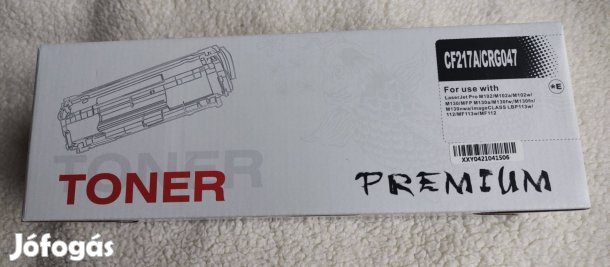 CF217A/CRG047
For use with
LaserJet Pro M102/M102a/M102w/
M130/MFP M130a/M130fw/M130fn/
M130nw/imageCLASS LBP113w/
112/MF113w/MF112
*E
XXY0421041506
TONER
TONER
PREMIUM
Jófogás